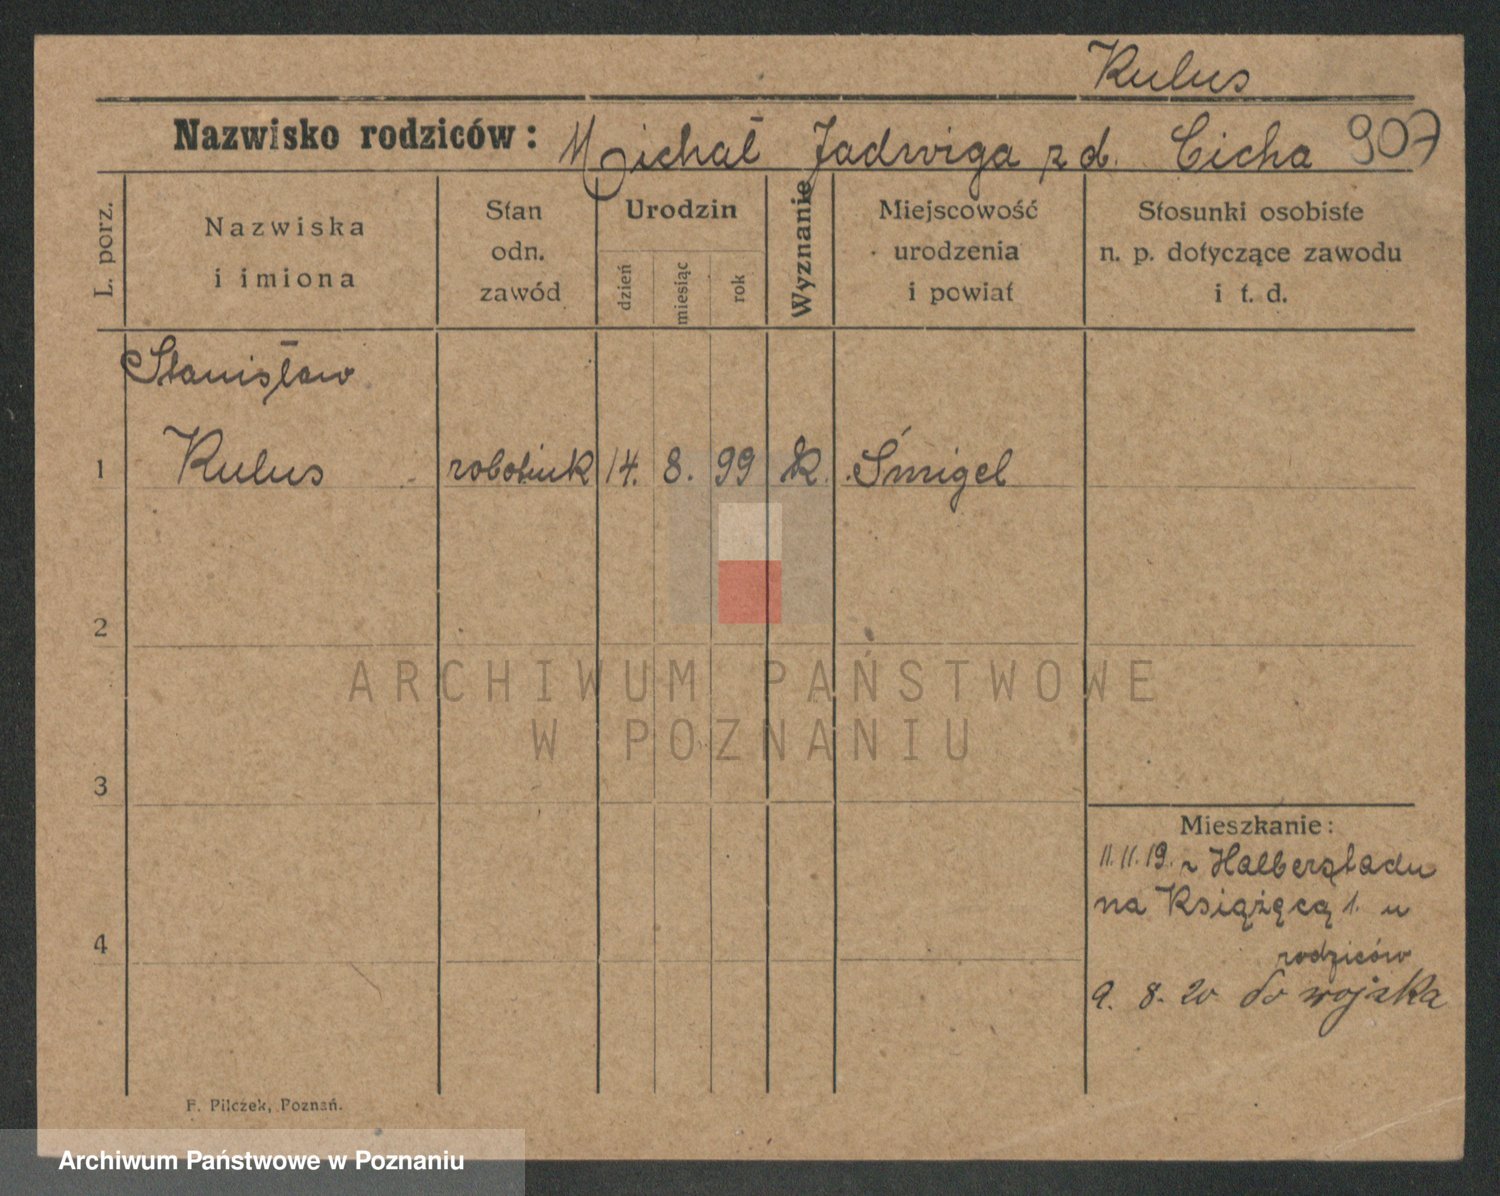 Kulus
Nazwisko rodziców: Michał Jadwiga z d. Cicha 907
L. porz.
Nazwiska
i imiona
Stan
odn.
zawód
Urodzin
dzień
miesiąc
rok
Wyznanie
Miejscowość
urodzenia
i powiat
Stosunki osobiste
n. p. dotyczące zawodu
i t. d.
Stanisław
1 Kulus robotnik 14. 8. 99 k. Śmigel
2
3
4
Mieszkanie:
11.11.19. z Halberstadu
na Książęcą 1. u
rodziców
9. 8. 20 do wojska
F. Pilczek, Poznań.
ARCHIWUM PAŃSTWOWE
W POZNANIU
Archiwum Państwowe w Poznaniu